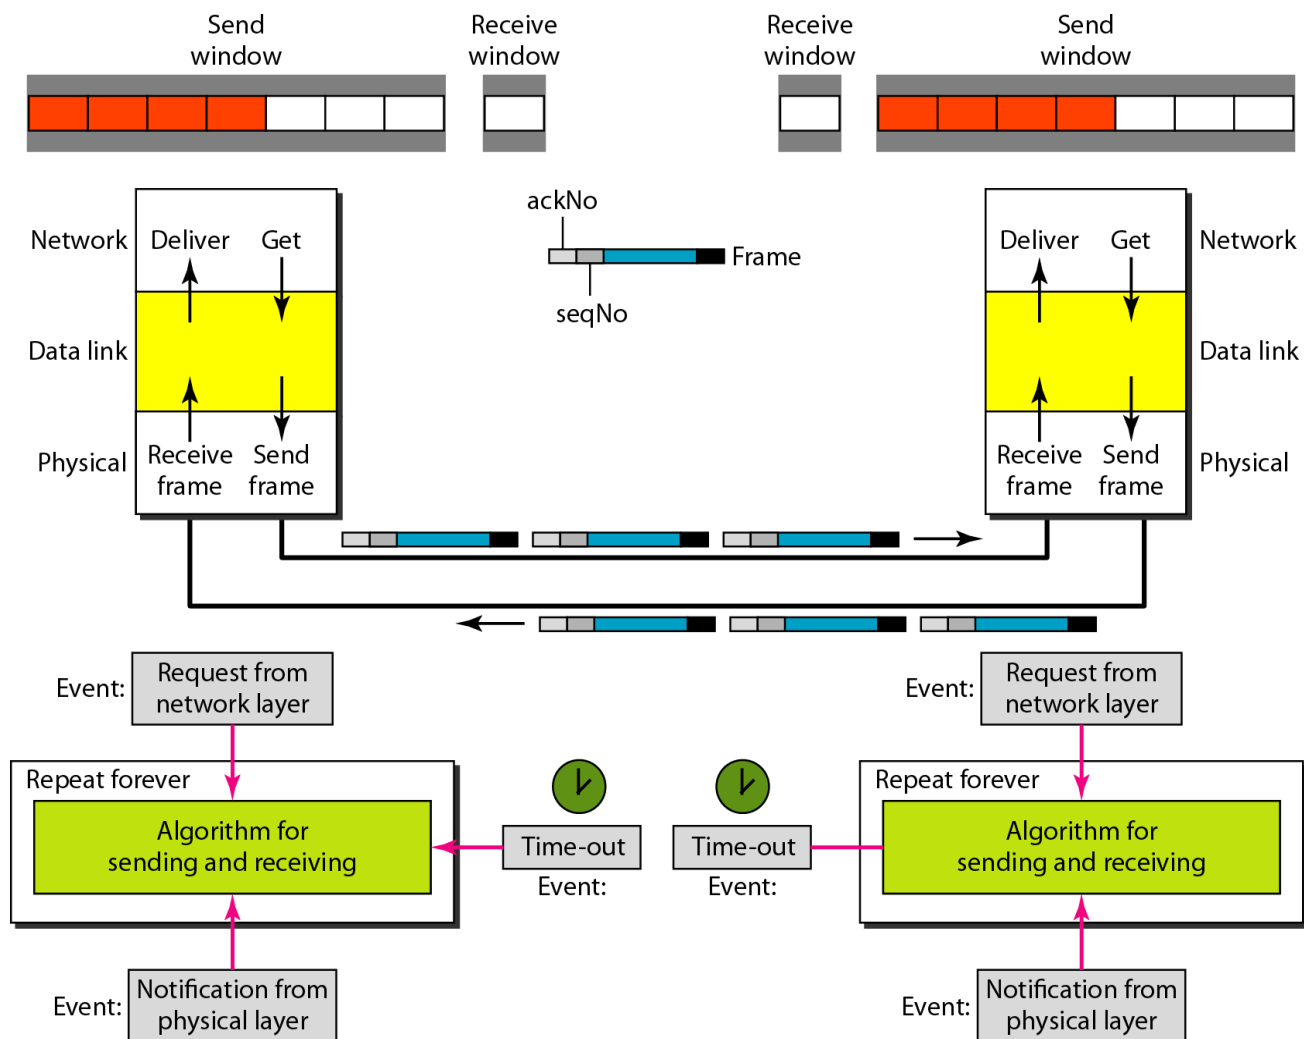 Send
window
Receive
window
Receive
window
Send
window
ackNo
Frame
seqNo
Network
Deliver
Get
Deliver
Get
Network
Data link
Data link
Physical
Receive
frame
Send
frame
Receive
frame
Send
frame
Physical
Event:
Request from
network layer
Event:
Request from
network layer
Repeat forever
Algorithm for
sending and receiving
Time-out
Event:
Time-out
Event:
Repeat forever
Algorithm for
sending and receiving
Event:
Notification from
physical layer
Event:
Notification from
physical layer